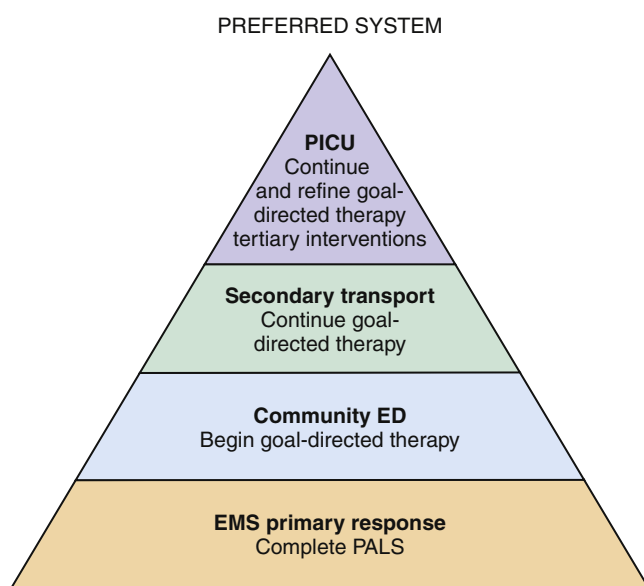 PREFERRED SYSTEM
PICU
Continue
and refine goal-
directed therapy
tertiary interventions
Secondary transport
Continue goal-
directed therapy
Community ED
Begin goal-directed therapy
EMS primary response
Complete PALS